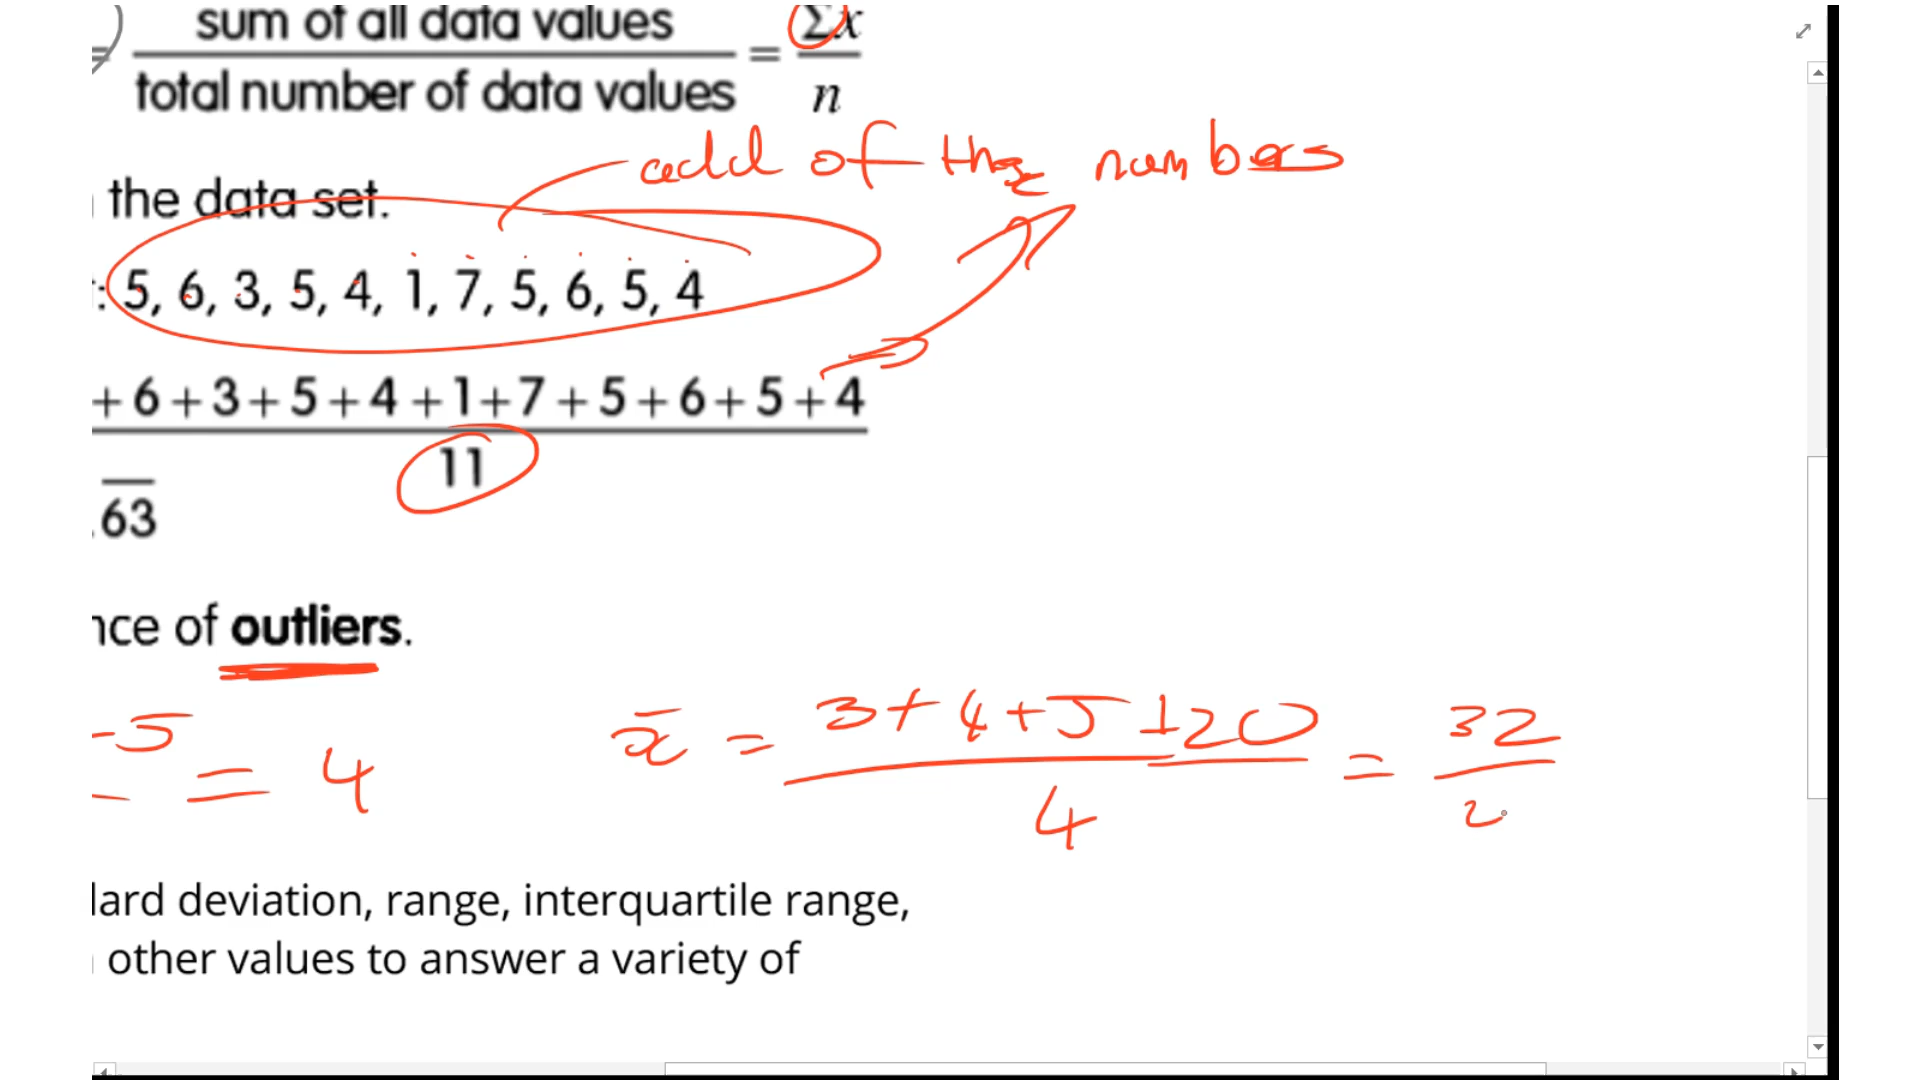 = sum of all data values / total number of data values = Σx / n
add of the numbers
the data set.
: 5, 6, 3, 5, 4, 1, 7, 5, 6, 5, 4
+ 6 + 3 + 5 + 4 + 1 + 7 + 5 + 6 + 5 + 4
11
.63
of outliers.
-5 = 4
x̄ = 3 + 4 + 5 + 20 / 4 = 32 /
deviation, range, interquartile range,
other values to answer a variety of